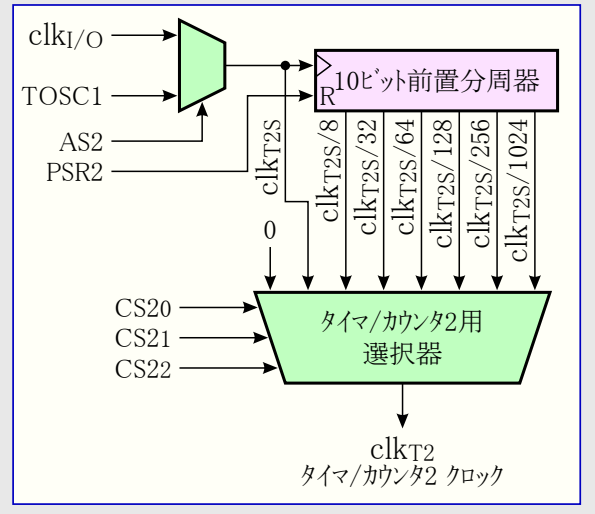 clkI/O
TOSC1
AS2
PSR2
10ビット前置分周器
R
clkT2S
clkT2S/8
clkT2S/32
clkT2S/64
clkT2S/128
clkT2S/256
clkT2S/1024
0
CS20
CS21
CS22
タイマ/カウンタ2用
選択器
clkT2
タイマ/カウンタ2 クロック